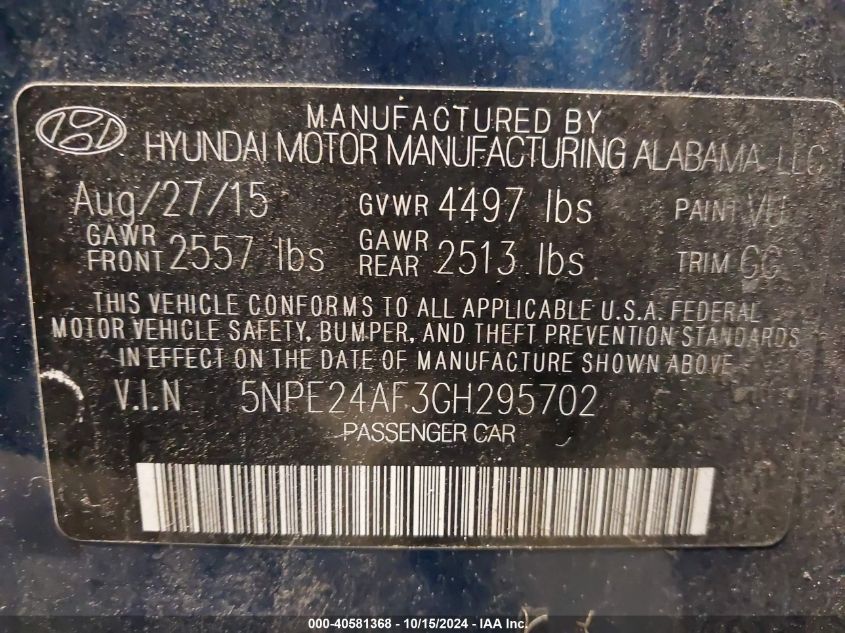 MANUFACTURED BY
HYUNDAI MOTOR MANUFACTURING ALABAMA, LLC
Aug/27/15 GVWR 4497 lbs PAINT VU
GAWR FRONT 2557 lbs GAWR REAR 2513 lbs TRIM GC
THIS VEHICLE CONFORMS TO ALL APPLICABLE U.S.A. FEDERAL
MOTOR VEHICLE SAFETY, BUMPER, AND THEFT PREVENTION STANDARDS
IN EFFECT ON THE DATE OF MANUFACTURE SHOWN ABOVE.
V.I.N 5NPE24AF3GH295702
PASSENGER CAR
000-40581368 - 10/15/2024 - IAA Inc.